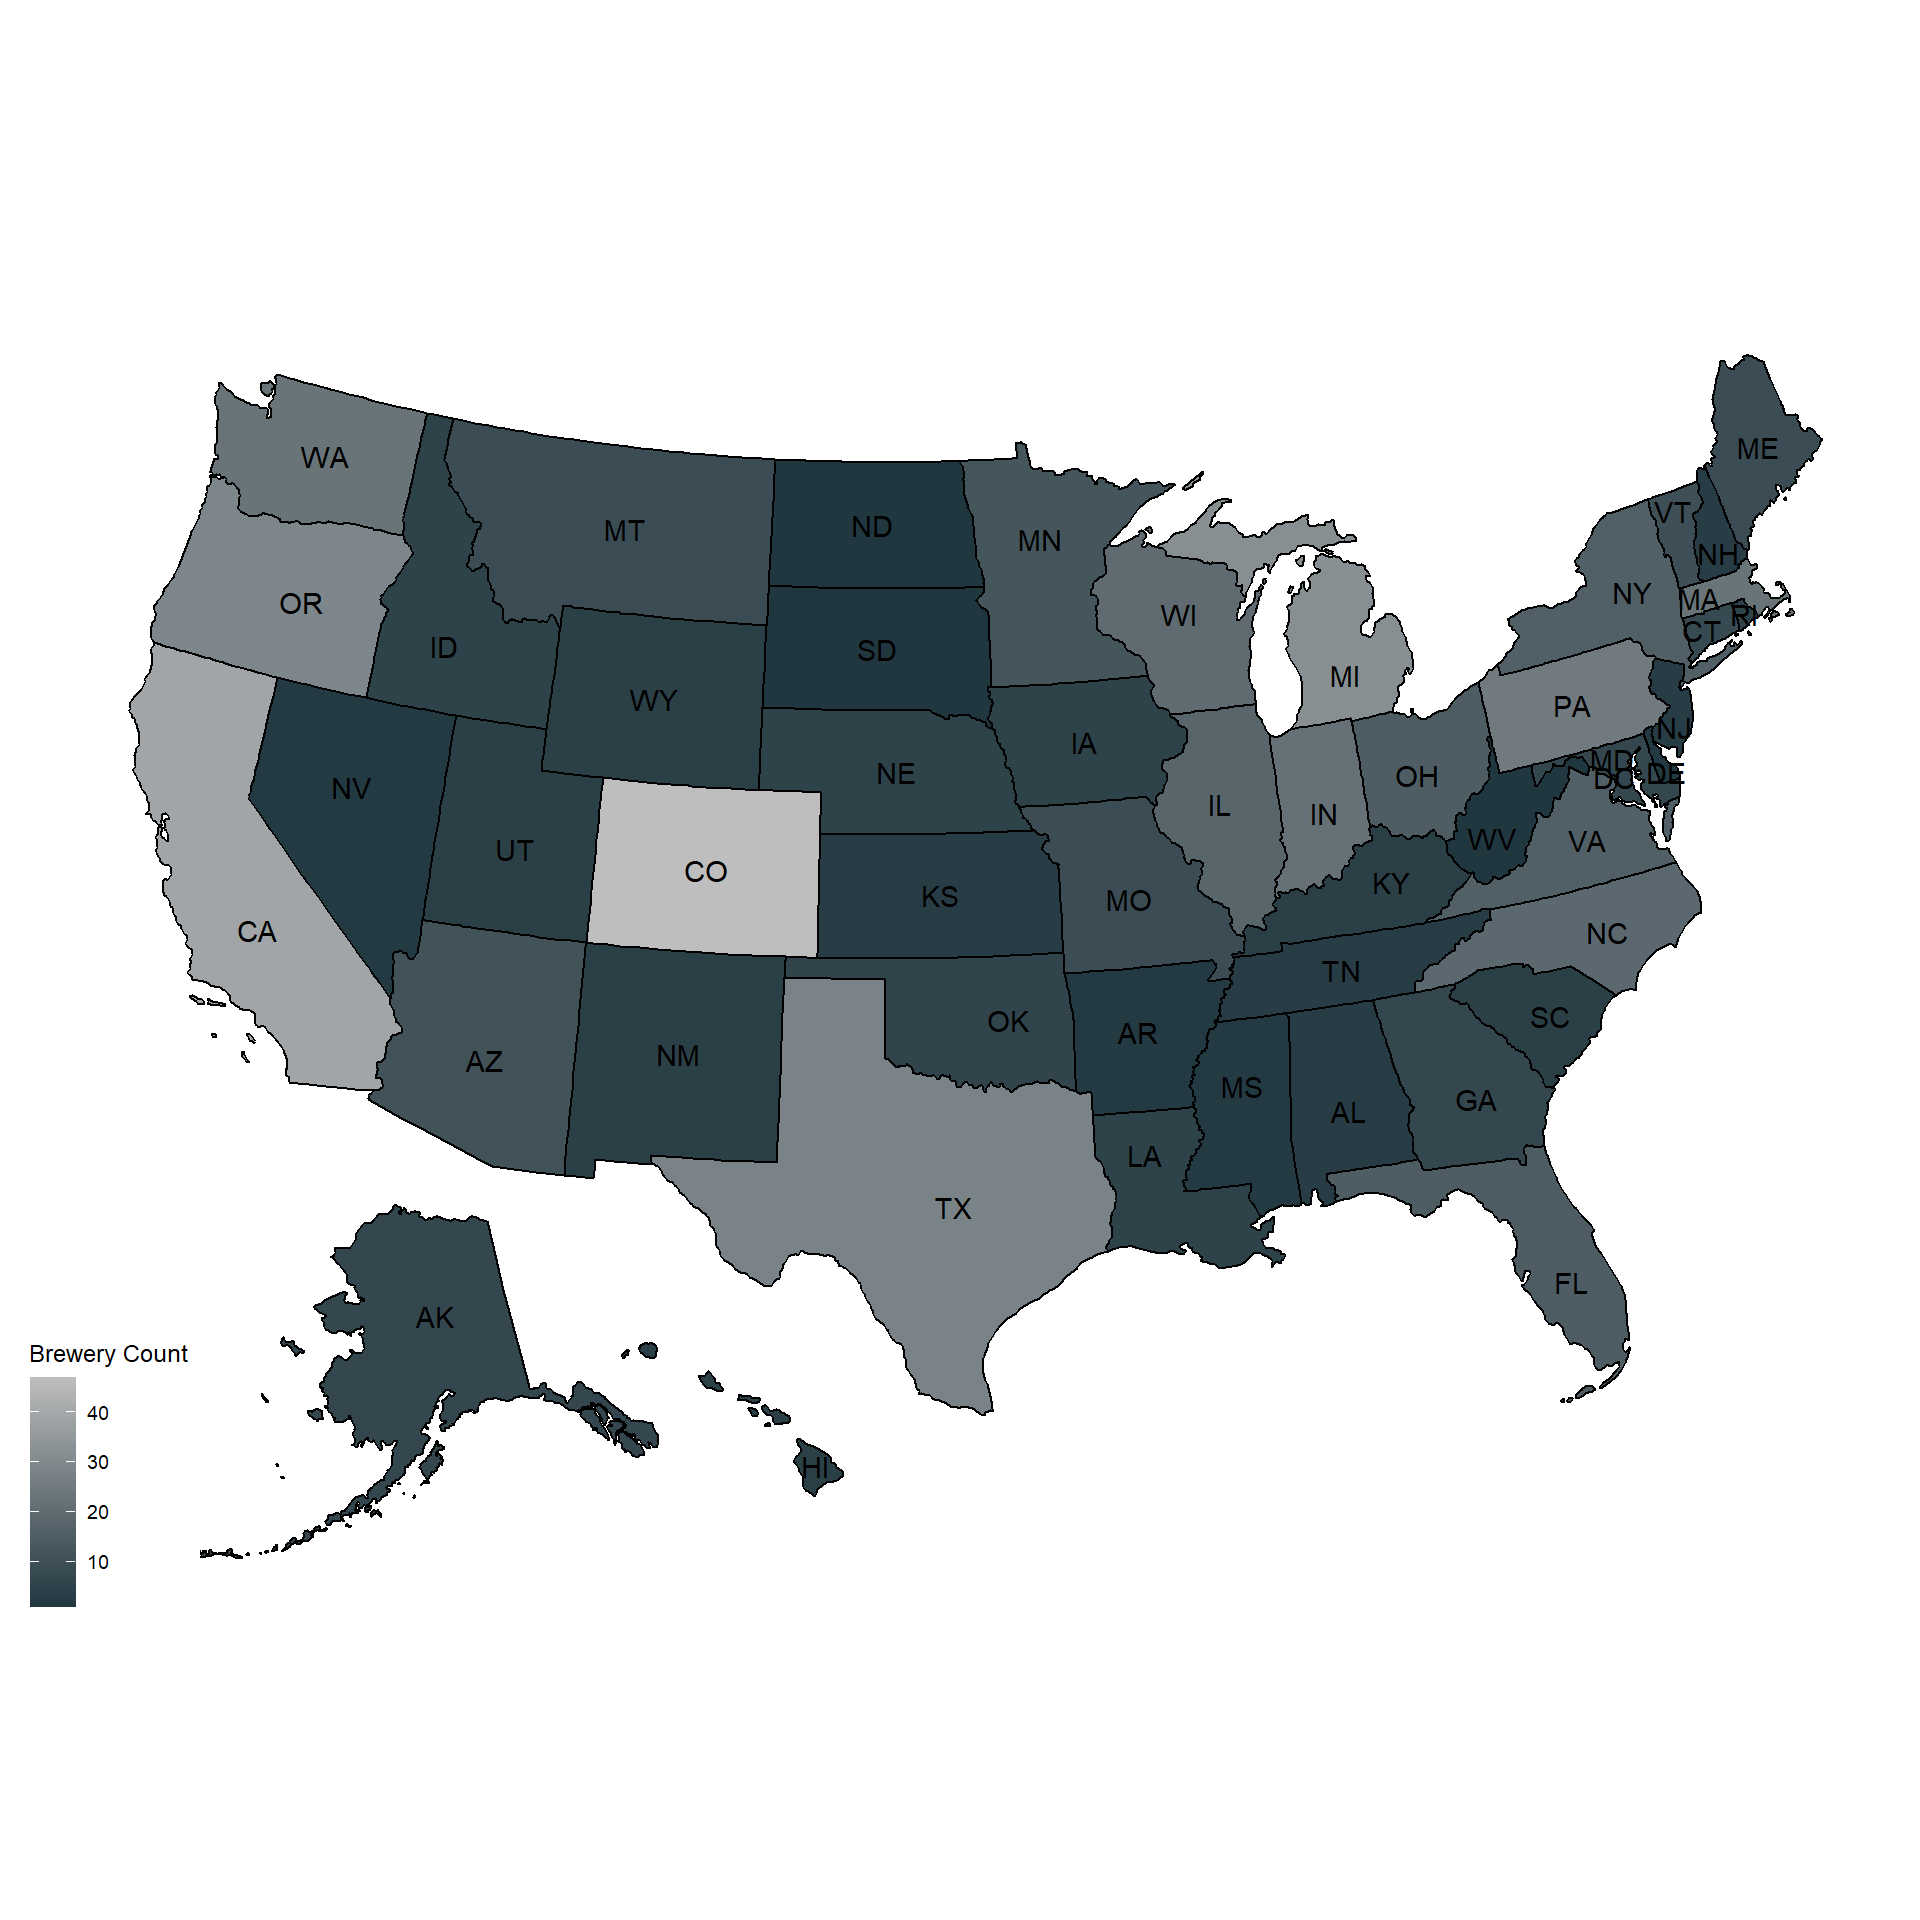 ME
WA
VT
MT
ND
MN
NH
NY
MA
OR
WI
RI
CT
ID
SD
MI
WY
PA
NJ
IA
MD
NE
OH
DE
DC
NV
IL
IN
WV
VA
UT
CO
KY
KS
MO
CA
NC
TN
SC
OK
AR
NM
AZ
MS
GA
AL
LA
TX
FL
AK
HI
Brewery Count
40
30
20
10